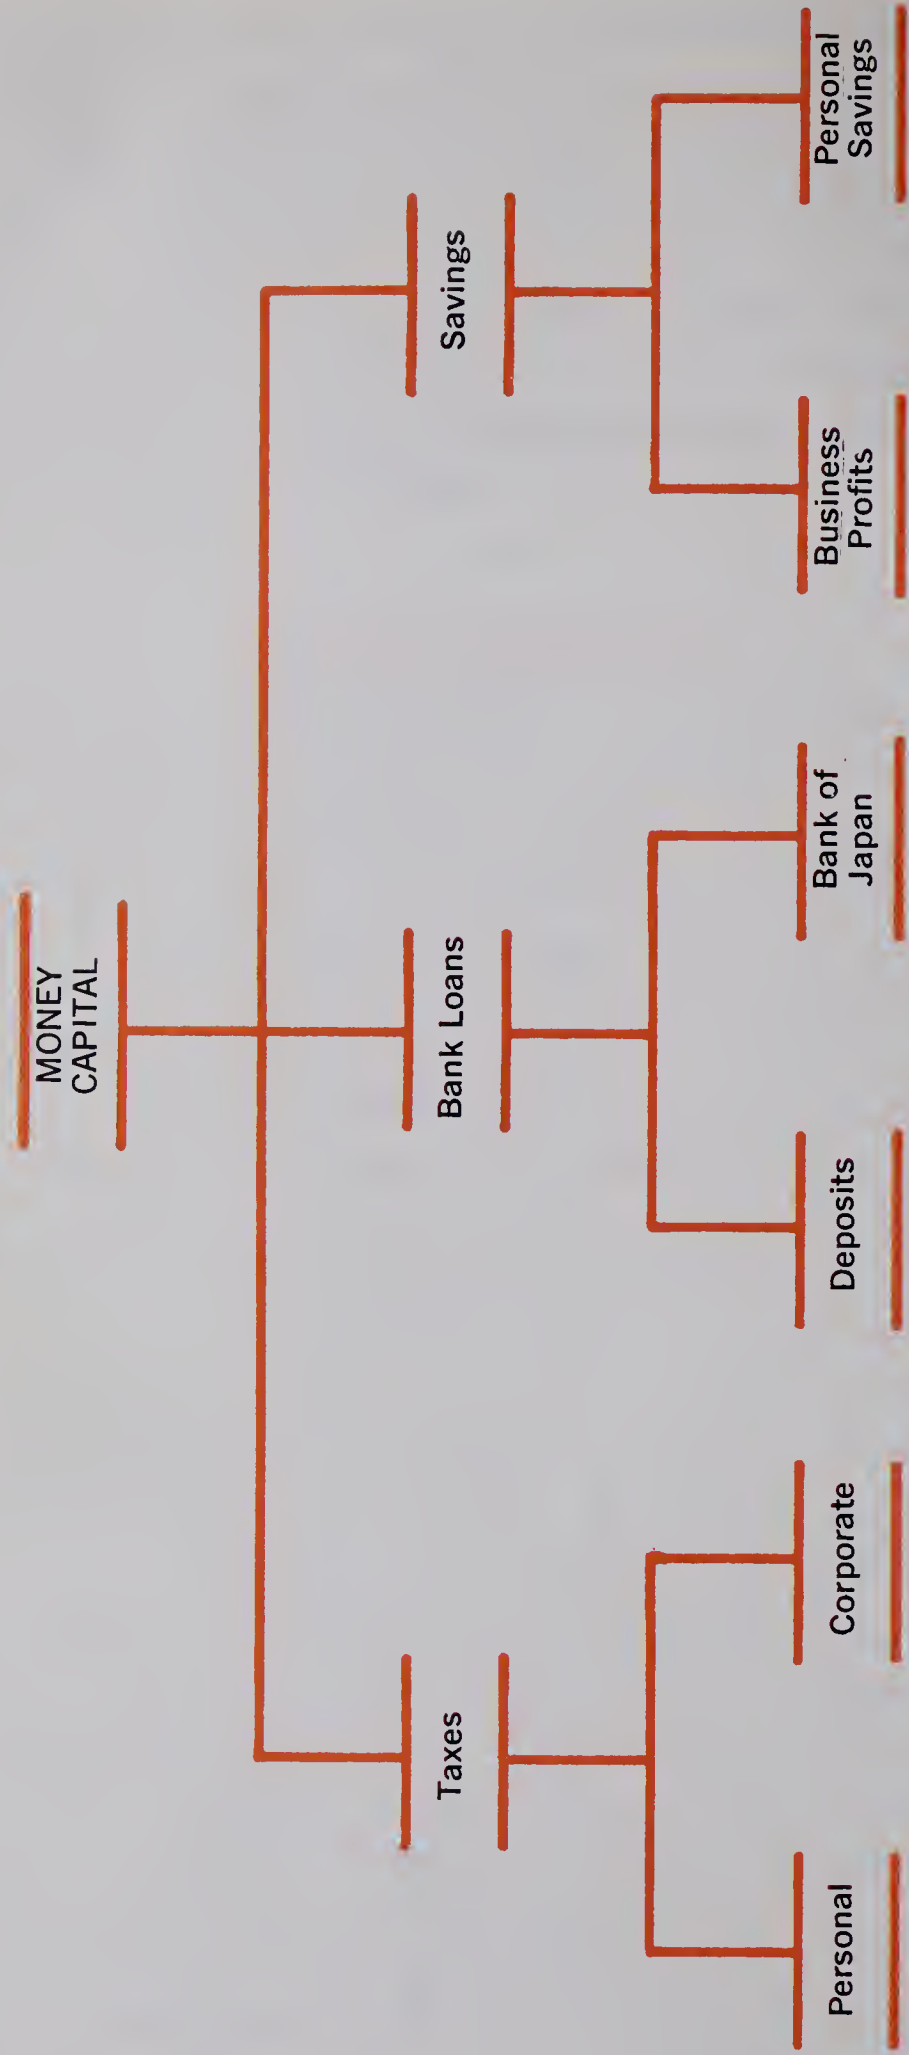 MONEY
CAPITAL
Taxes
Bank Loans
Savings
Personal
Corporate
Deposits
Bank of
Japan
Business
Profits
Personal
Savings